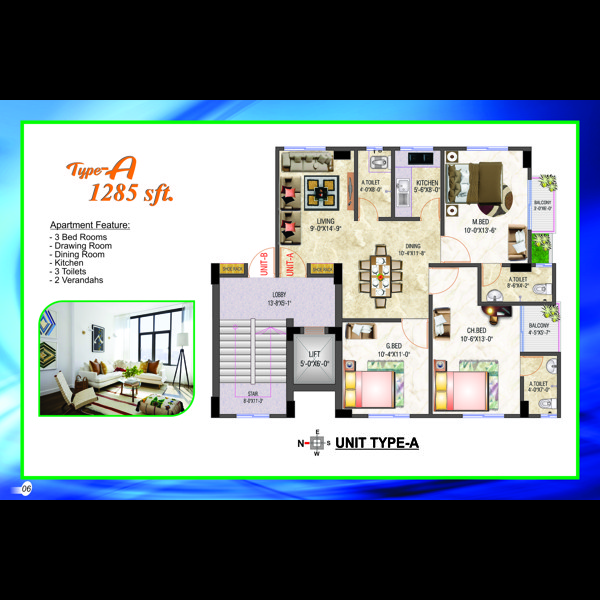 Type-A
1285 sft.
Apartment Feature:
- 3 Bed Rooms
- Drawing Room
- Dining Room
- Kitchen
- 3 Toilets
- 2 Verandahs
LIVING
9'-0"X14'-9"
A.TOILET
4'-0"X8'-0"
KITCHEN
5'-6"X8'-0"
M.BED
10'-0"X13'-6"
BALCONY
3'-0"X6'-0"
DINING
10'-4"X11'-8"
A.TOILET
8'-6"X4'-2"
SHOE RACK
UNIT-B
UNIT-A
SHOE RACK
LOBBY
13'-8"X5'-1"
LIFT
5'-0"X6'-0"
STAIR
8'-0"X11'-3"
G.BED
10'-4"X11'-0"
CH.BED
10'-6"X13'-0"
BALCONY
4'-5"X5'-7"
A.TOILET
4'-0"X7'-0"
E
N
S
W
UNIT TYPE-A
06